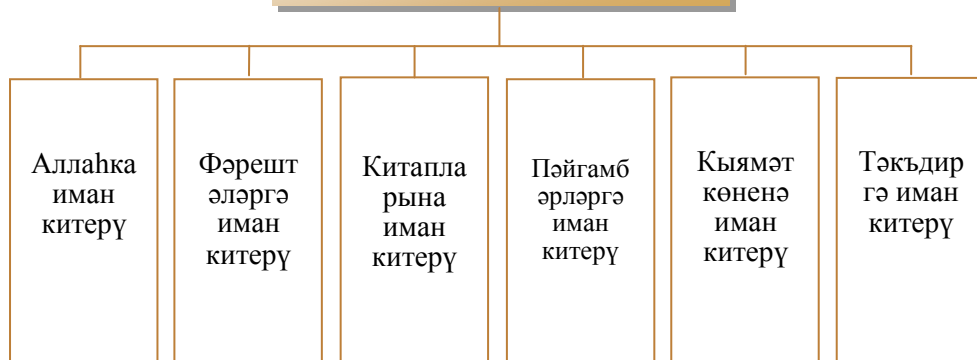 Аллаһка
иман
китерү
Фәрешт
әләргә
иман
китерү
Китапла
рына
иман
китерү
Пәйгамб
әрләргә
иман
китерү
Кыямәт
көненә
иман
китерү
Тәкъдир
гә иман
китерү